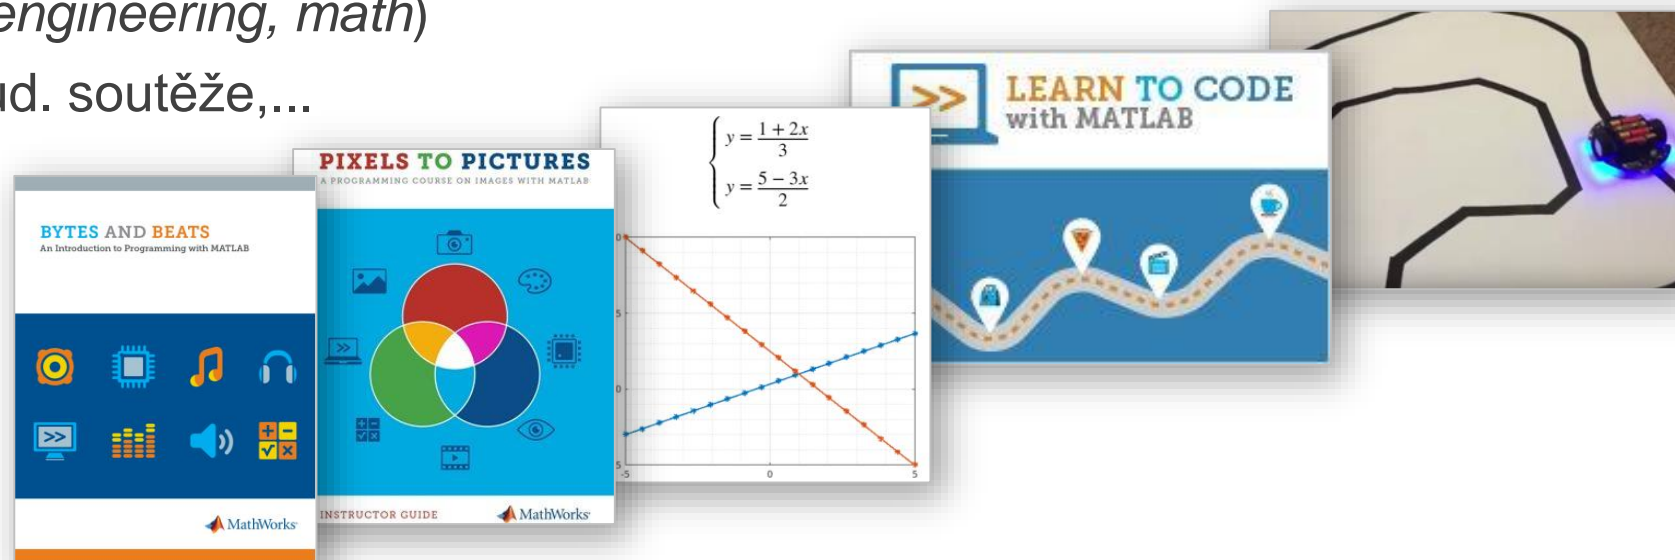 engineering, math)
ud. soutěže,...
BYTES AND BEATS
An Introduction to Programming with MATLAB
MathWorks
PIXELS TO PICTURES
A PROGRAMMING COURSE ON IMAGES WITH MATLAB
INSTRUCTOR GUIDE
MathWorks
y = 1 + 2x / 3
y = 5 − 3x / 2
0
5
0
5
-5 0 5
>> LEARN TO CODE
with MATLAB